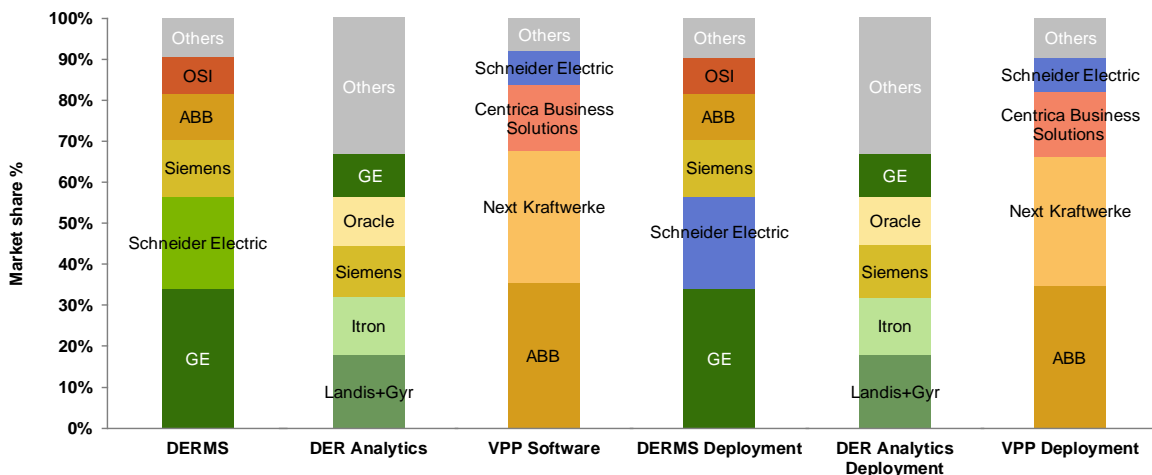 Market share %
100%
90%
80%
70%
60%
50%
40%
30%
20%
10%
0%
Others
OSI
ABB
Siemens
Schneider Electric
GE
DERMS
Others
GE
Oracle
Siemens
Itron
Landis+Gyr
DER Analytics
Others
Schneider Electric
Centrica Business
Solutions
Next Kraftwerke
ABB
VPP Software
Others
OSI
ABB
Siemens
Schneider Electric
GE
DERMS Deployment
Others
GE
Oracle
Siemens
Itron
Landis+Gyr
DER Analytics
Deployment
Others
Schneider Electric
Centrica Business
Solutions
Next Kraftwerke
ABB
VPP Deployment